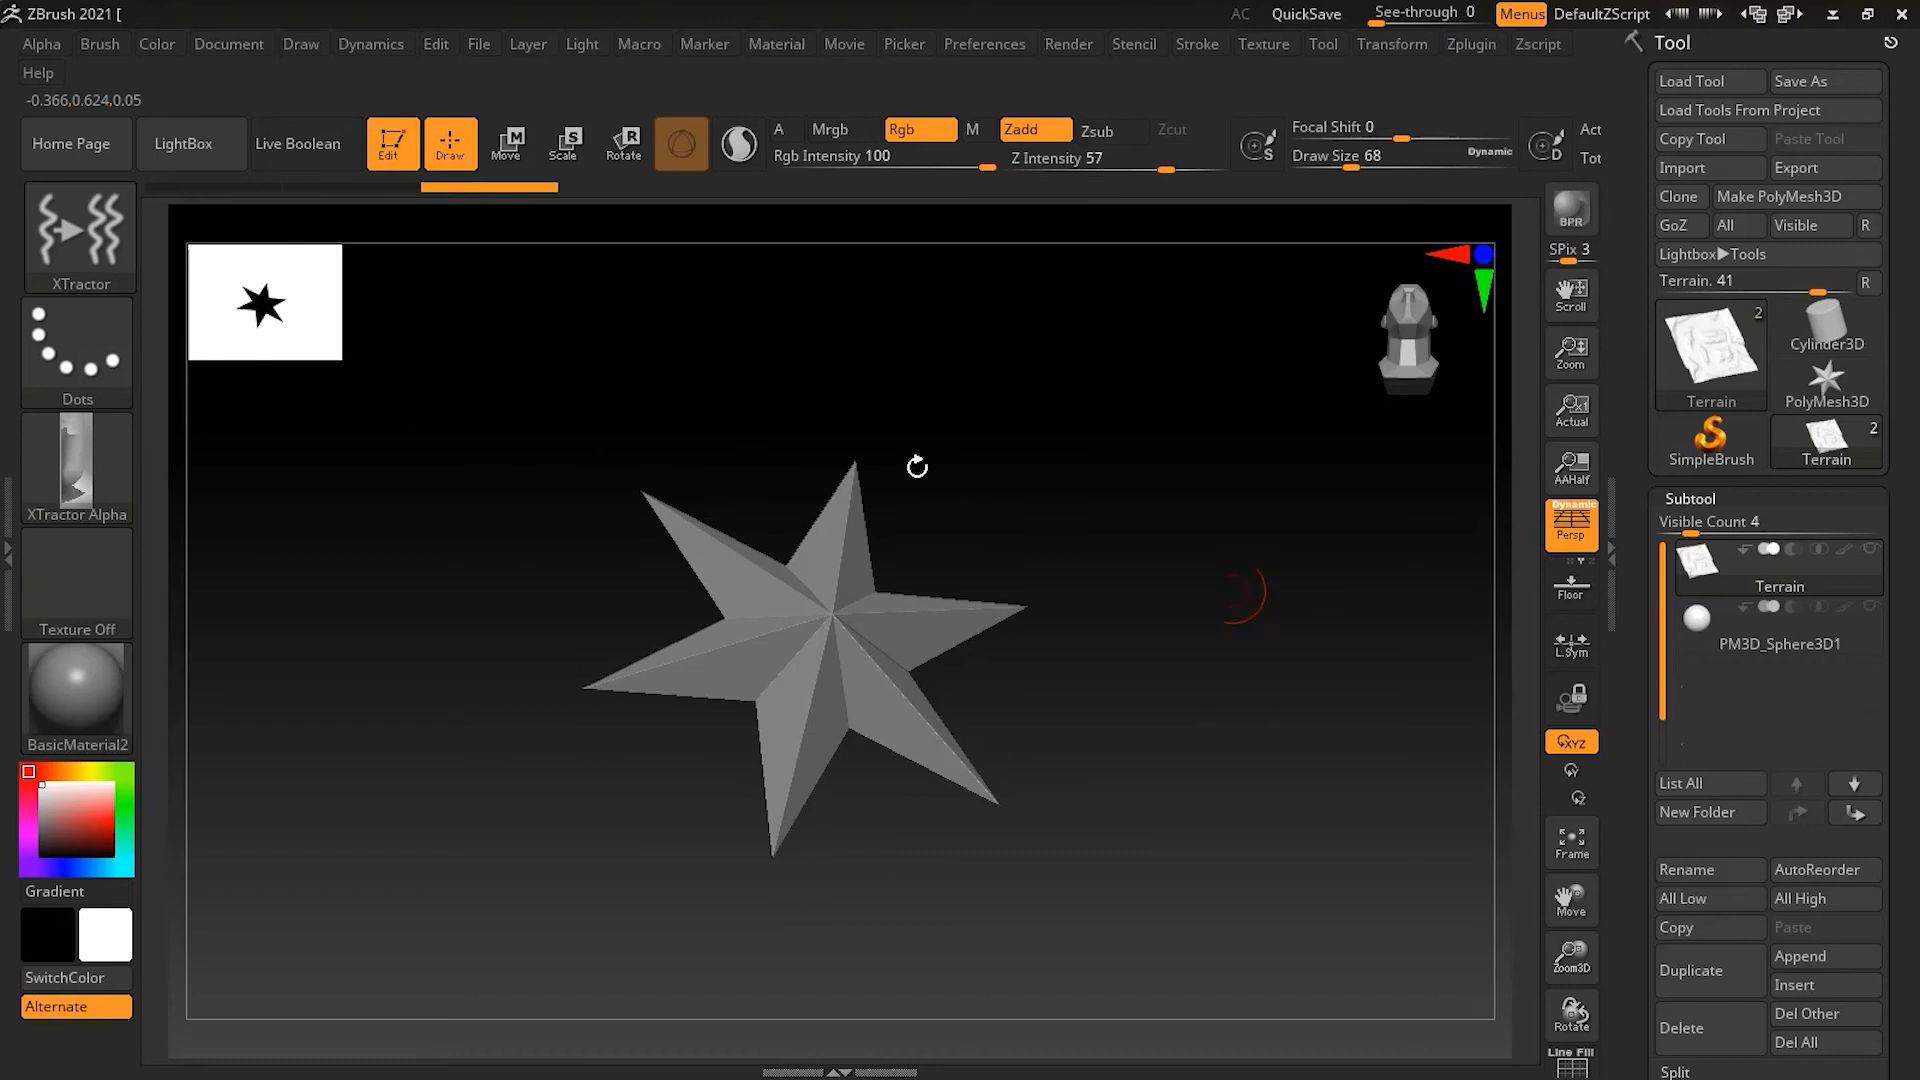 ZBrush 2021 [
AC QuickSave See-through 0 Menus DefaultZScript
Alpha Brush Color Document Draw Dynamics Edit File Layer Light Macro Marker Material Movie Picker Preferences Render Stencil Stroke Texture Tool Transform Zplugin Zscript
Help
-0.366,0.624,0.05
Home Page LightBox Live Boolean Edit Draw Move Scale Rotate
M S R
A Mrgb Rgb M Zadd Zsub Zcut
Rgb Intensity 100 Z Intensity 57
S Focal Shift 0
Draw Size 68 Dynamic
D Act
Tot
XTractor
Dots
XTractor Alpha
Texture Off
BasicMaterial2
Gradient
SwitchColor
Alternate
BPR
SPix 3
Scroll
Zoom
x1
Actual
AAHalf
Dynamic
Persp
Floor
L.Sym
XYZ
Y
Z
Frame
Move
Zoom3D
Rotate
Line Fill
Tool
Load Tool Save As
Load Tools From Project
Copy Tool Paste Tool
Import Export
Clone Make PolyMesh3D
GoZ All Visible R
Lightbox▶Tools
Terrain. 41 R
2
Terrain
Cylinder3D
PolyMesh3D
SimpleBrush
2
Terrain
Subtool
Visible Count 4
Terrain
PM3D_Sphere3D1
List All
New Folder
Rename AutoReorder
All Low All High
Copy Paste
Duplicate Append
Insert
Delete Del Other
Del All
Split